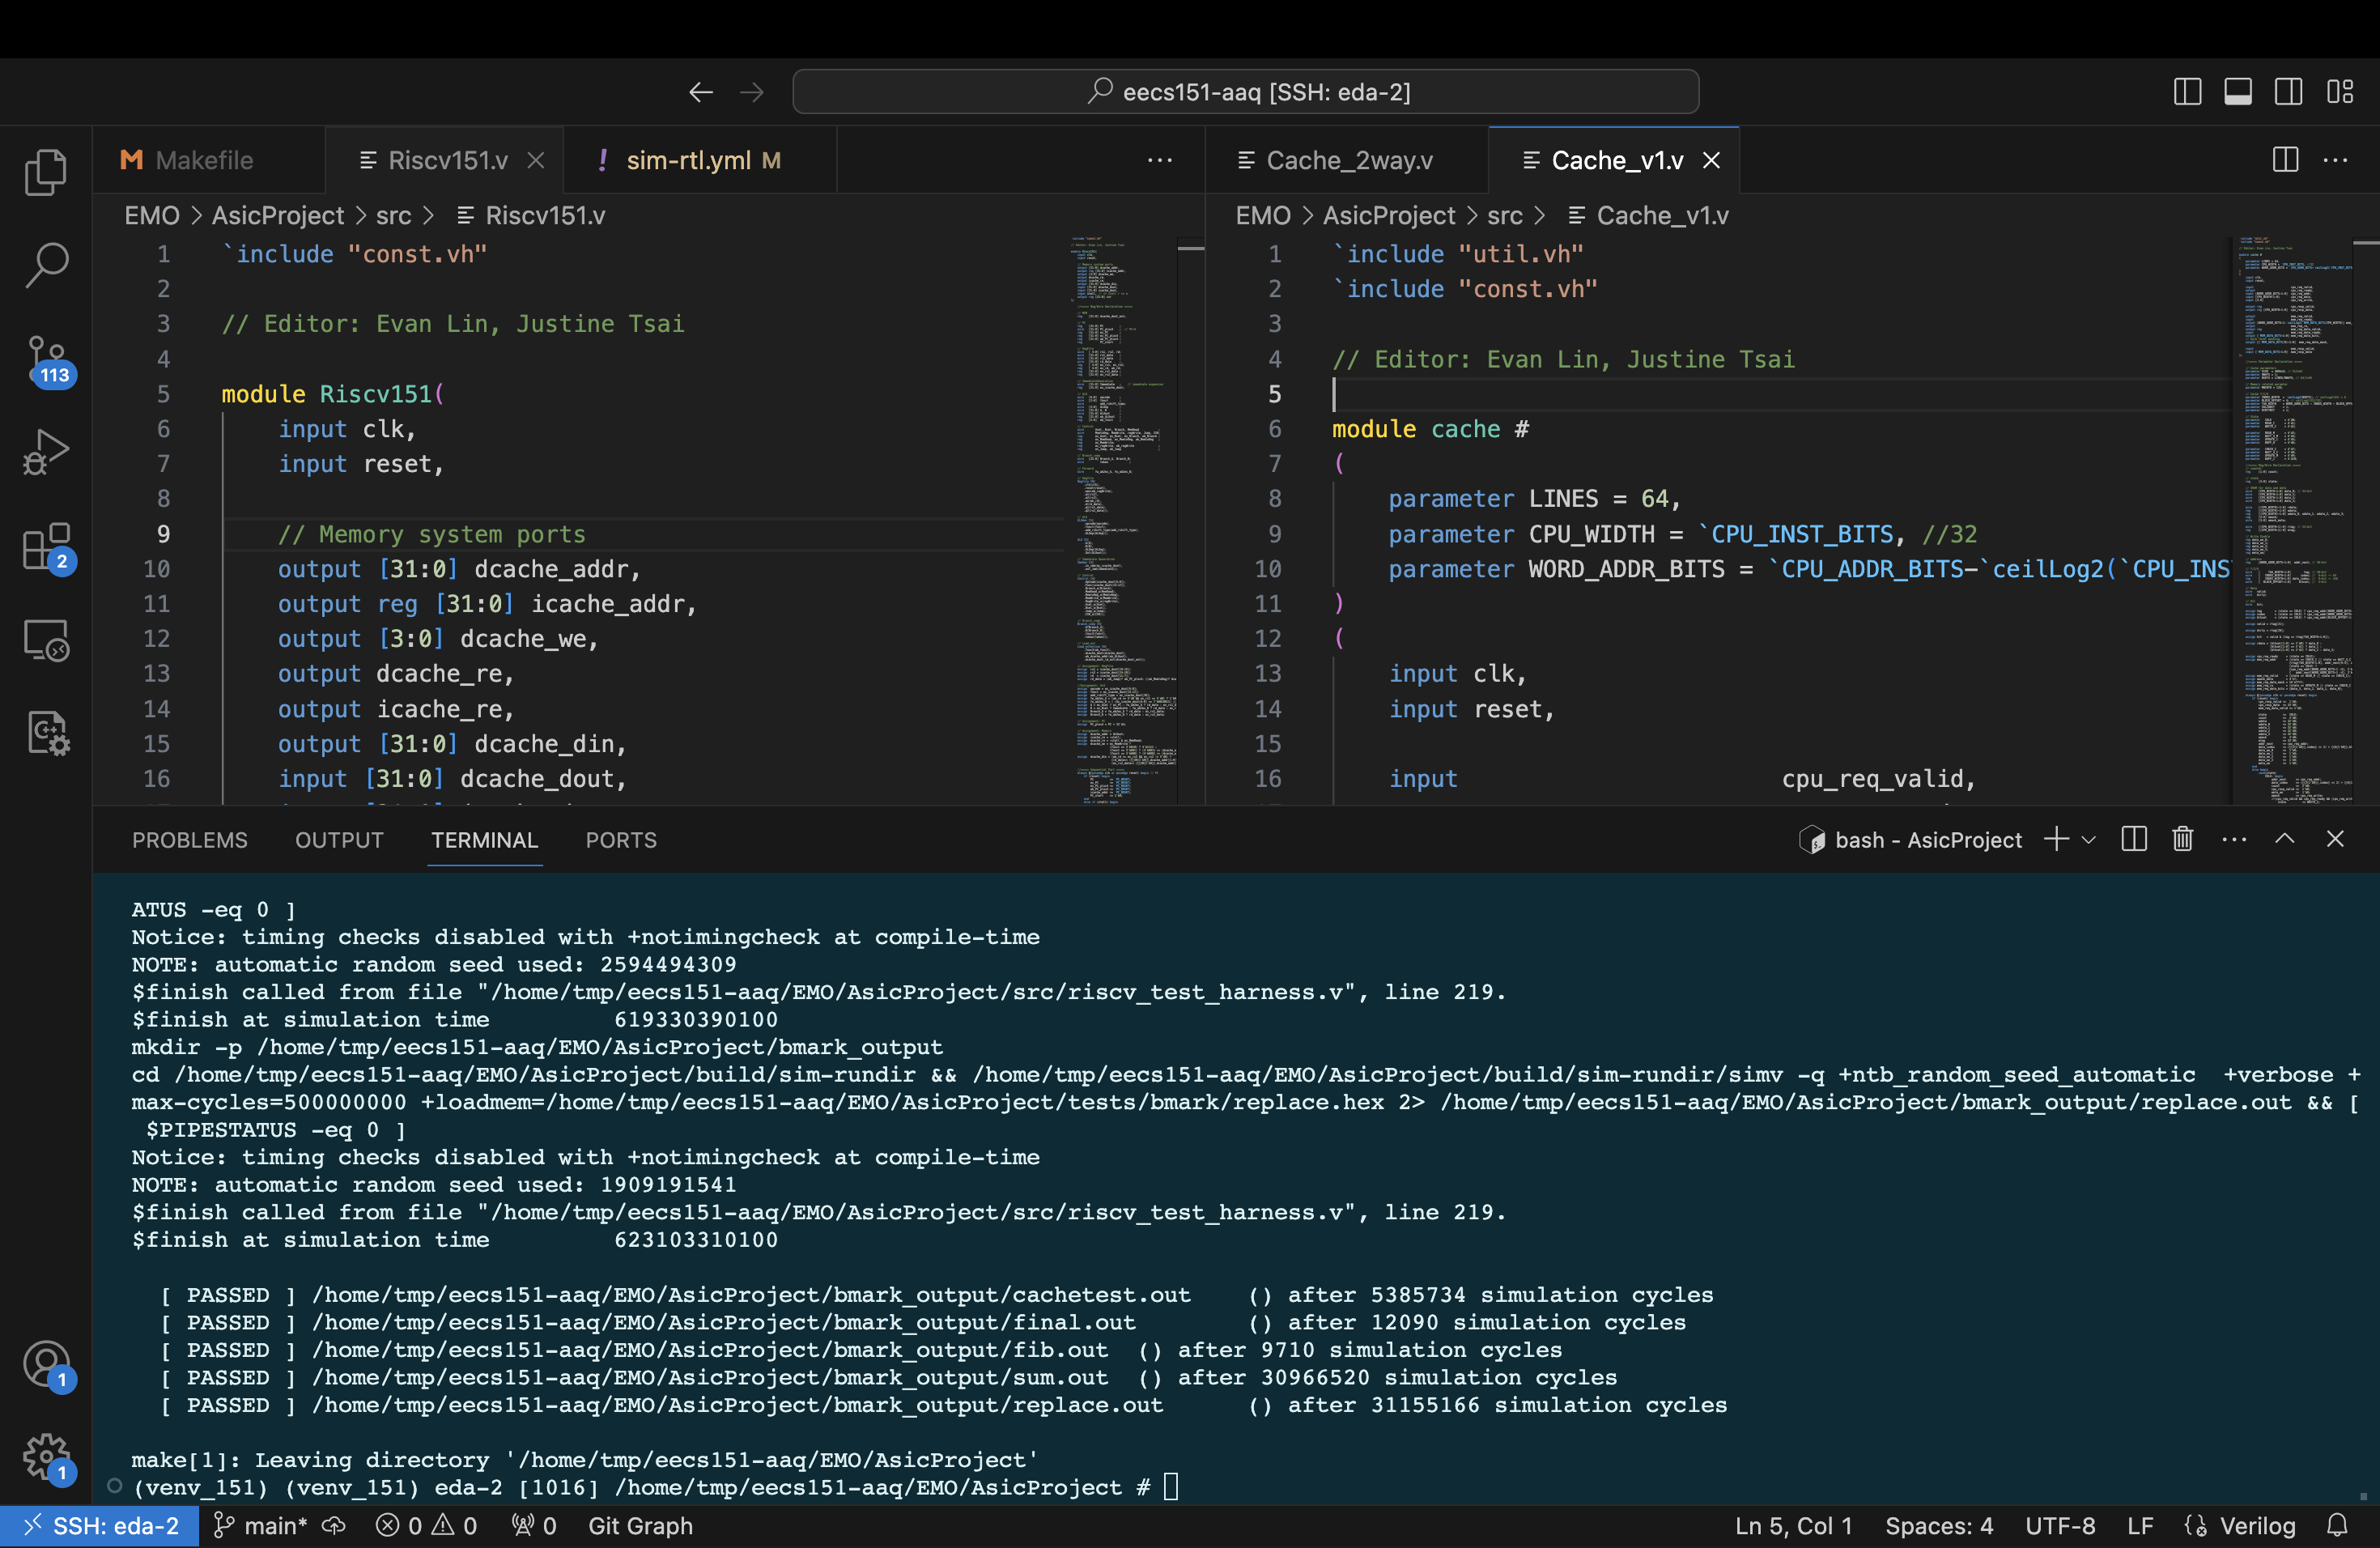 eecs151-aaq [SSH: eda-2]
Makefile
Riscv151.v
sim-rtl.yml M
Cache_2way.v
Cache_v1.v
EMO > AsicProject > src > Riscv151.v
1 `include "const.vh"
2
3 // Editor: Evan Lin, Justine Tsai
4
5 module Riscv151(
6 input clk,
7 input reset,
8
9 // Memory system ports
10 output [31:0] dcache_addr,
11 output reg [31:0] icache_addr,
12 output [3:0] dcache_we,
13 output dcache_re,
14 output icache_re,
15 output [31:0] dcache_din,
16 input [31:0] dcache_dout,
EMO > AsicProject > src > Cache_v1.v
1 `include "util.vh"
2 `include "const.vh"
3
4 // Editor: Evan Lin, Justine Tsai
5
6 module cache #
7 (
8 parameter LINES = 64,
9 parameter CPU_WIDTH = `CPU_INST_BITS, //32
10 parameter WORD_ADDR_BITS = `CPU_ADDR_BITS-`ceilLog2(`CPU_INS
11 )
12 (
13 input clk,
14 input reset,
15
16 input cpu_req_valid,
113
2
1
1
PROBLEMS OUTPUT TERMINAL PORTS
bash - AsicProject
ATUS -eq 0 ]
Notice: timing checks disabled with +notimingcheck at compile-time
NOTE: automatic random seed used: 2594494309
$finish called from file "/home/tmp/eecs151-aaq/EMO/AsicProject/src/riscv_test_harness.v", line 219.
$finish at simulation time 619330390100
mkdir -p /home/tmp/eecs151-aaq/EMO/AsicProject/bmark_output
cd /home/tmp/eecs151-aaq/EMO/AsicProject/build/sim-rundir && /home/tmp/eecs151-aaq/EMO/AsicProject/build/sim-rundir/simv -q +ntb_random_seed_automatic +verbose +
max-cycles=500000000 +loadmem=/home/tmp/eecs151-aaq/EMO/AsicProject/tests/bmark/replace.hex 2> /home/tmp/eecs151-aaq/EMO/AsicProject/bmark_output/replace.out && [
$PIPESTATUS -eq 0 ]
Notice: timing checks disabled with +notimingcheck at compile-time
NOTE: automatic random seed used: 1909191541
$finish called from file "/home/tmp/eecs151-aaq/EMO/AsicProject/src/riscv_test_harness.v", line 219.
$finish at simulation time 623103310100
[ PASSED ] /home/tmp/eecs151-aaq/EMO/AsicProject/bmark_output/cachetest.out () after 5385734 simulation cycles
[ PASSED ] /home/tmp/eecs151-aaq/EMO/AsicProject/bmark_output/final.out () after 12090 simulation cycles
[ PASSED ] /home/tmp/eecs151-aaq/EMO/AsicProject/bmark_output/fib.out () after 9710 simulation cycles
[ PASSED ] /home/tmp/eecs151-aaq/EMO/AsicProject/bmark_output/sum.out () after 30966520 simulation cycles
[ PASSED ] /home/tmp/eecs151-aaq/EMO/AsicProject/bmark_output/replace.out () after 31155166 simulation cycles
make[1]: Leaving directory '/home/tmp/eecs151-aaq/EMO/AsicProject'
(venv_151) (venv_151) eda-2 [1016] /home/tmp/eecs151-aaq/EMO/AsicProject #
SSH: eda-2 main* 0 0 0 Git Graph Ln 5, Col 1 Spaces: 4 UTF-8 LF Verilog